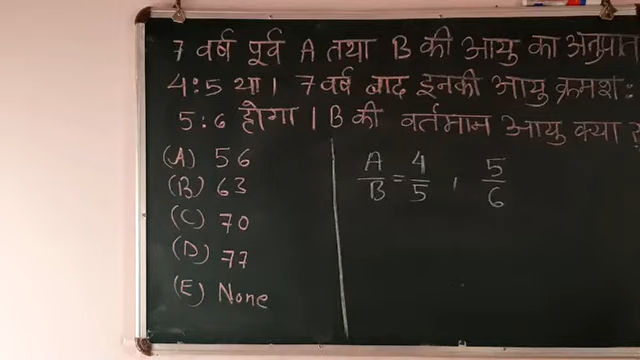 7 वर्ष पूर्व A तथा B की आयु का अनुपात
4:5 था। 7 वर्ष बाद इनकी आयु क्रमशः
5:6 होगा। B की वर्तमान आयु क्या ?
(A) 56
(B) 63
(C) 70
(D) 77
(E) None
A/B = 4/5 , 5/6